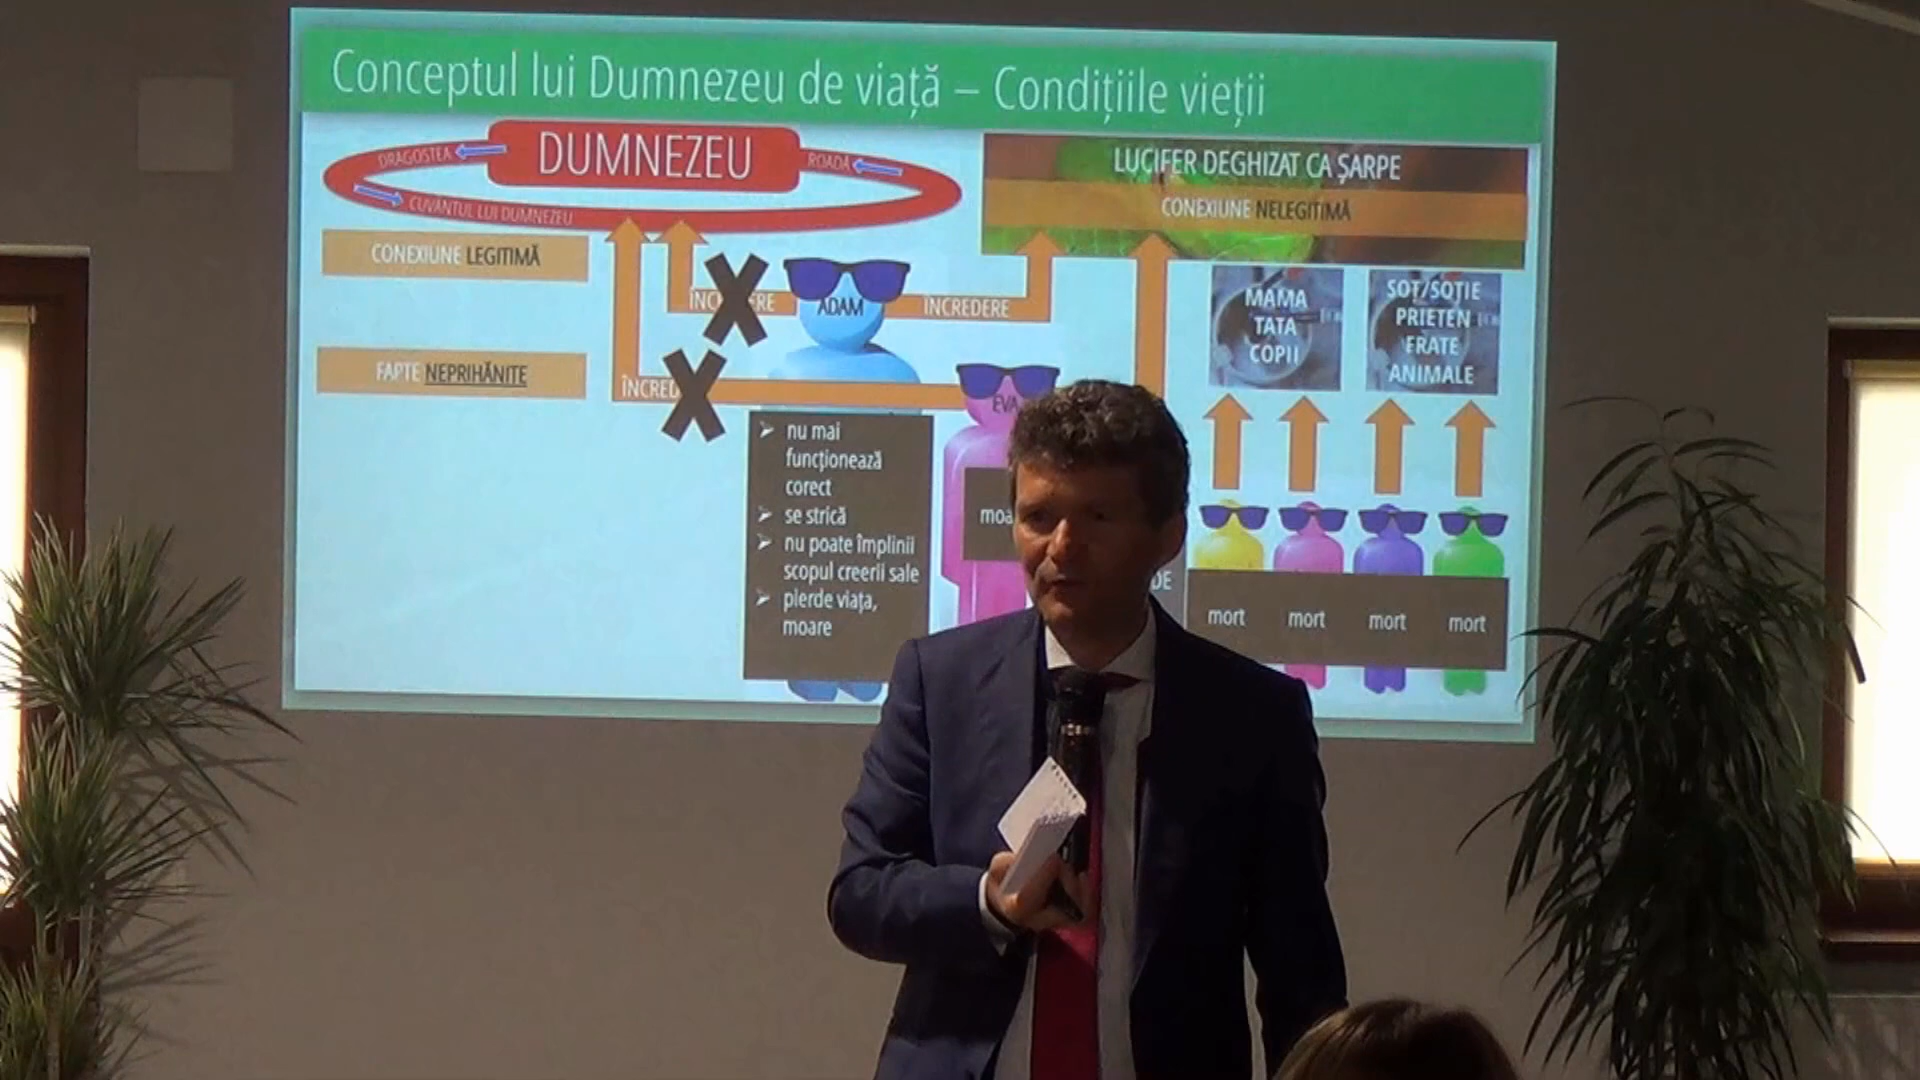 Conceptul lui Dumnezeu de viață – Condițiile vieții
DUMNEZEU
DRAGOSTEA
ROADĂ
CUVÂNTUL LUI DUMNEZEU
LUCIFER DEGHIZAT CA ȘARPE
CONEXIUNE NELEGITIMĂ
CONEXIUNE LEGITIMĂ
FAPTE NEPRIHĂNITE
ADAM
ÎNCREDERE
EVA
MAMA
TATA
COPII
SOȚ/SOȚIE
PRIETEN
FRATE
ANIMALE
nu mai
funcționează
corect
se strică
nu poate împlinii
scopul creerii sale
pierde viața,
moare
DE
mort
mort
mort
mort